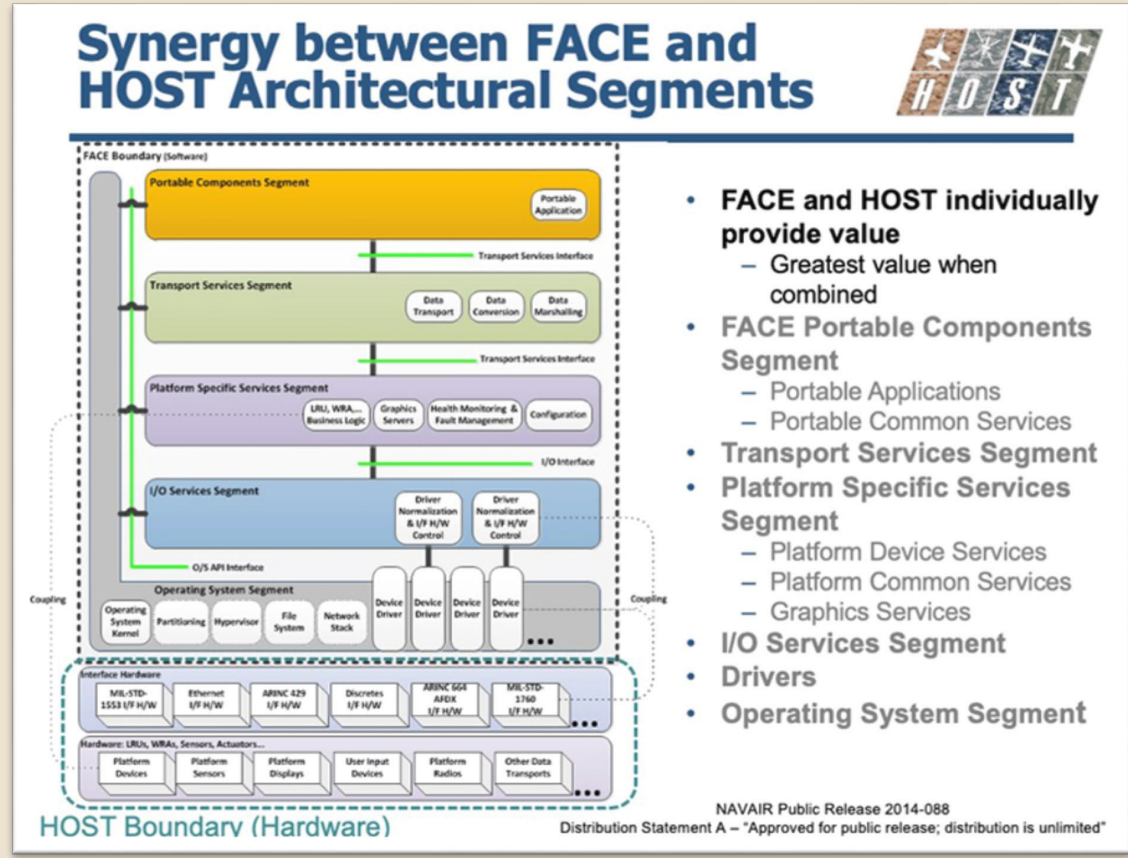 Synergy between FACE and
HOST Architectural Segments
HOST
FACE Boundary (Software)
Portable Components Segment
Portable
Application
Transport Services Interface
Transport Services Segment
Data
Transport
Data
Conversion
Data
Marshalling
Transport Services Interface
Platform Specific Services Segment
LRU, WRA,...
Business Logic
Graphics
Servers
Health Monitoring &
Fault Management
Configuration
I/O Interface
I/O Services Segment
Driver
Normalization
& I/F H/W
Control
Driver
Normalization
& I/F H/W
Control
O/S API Interface
Coupling
Coupling
Operating System Segment
Operating
System
Kernel
Partitioning
Hypervisor
File
System
Network
Stack
Device
Driver
Device
Driver
Device
Driver
Device
Driver
Interface Hardware
MIL-STD-
1553 I/F H/W
Ethernet
I/F H/W
ARINC 429
I/F H/W
Discretes
I/F H/W
ARINC 664
AFDX
I/F H/W
MIL-STD-
1760
I/F H/W
Hardware: LRUs, WRAs, Sensors, Actuators...
Platform
Devices
Platform
Sensors
Platform
Displays
User Input
Devices
Platform
Radios
Other Data
Transports
HOST Boundary (Hardware)
• FACE and HOST individually
provide value
– Greatest value when
combined
• FACE Portable Components
Segment
– Portable Applications
– Portable Common Services
• Transport Services Segment
• Platform Specific Services
Segment
– Platform Device Services
– Platform Common Services
– Graphics Services
• I/O Services Segment
• Drivers
• Operating System Segment
NAVAIR Public Release 2014-088
Distribution Statement A – "Approved for public release; distribution is unlimited"